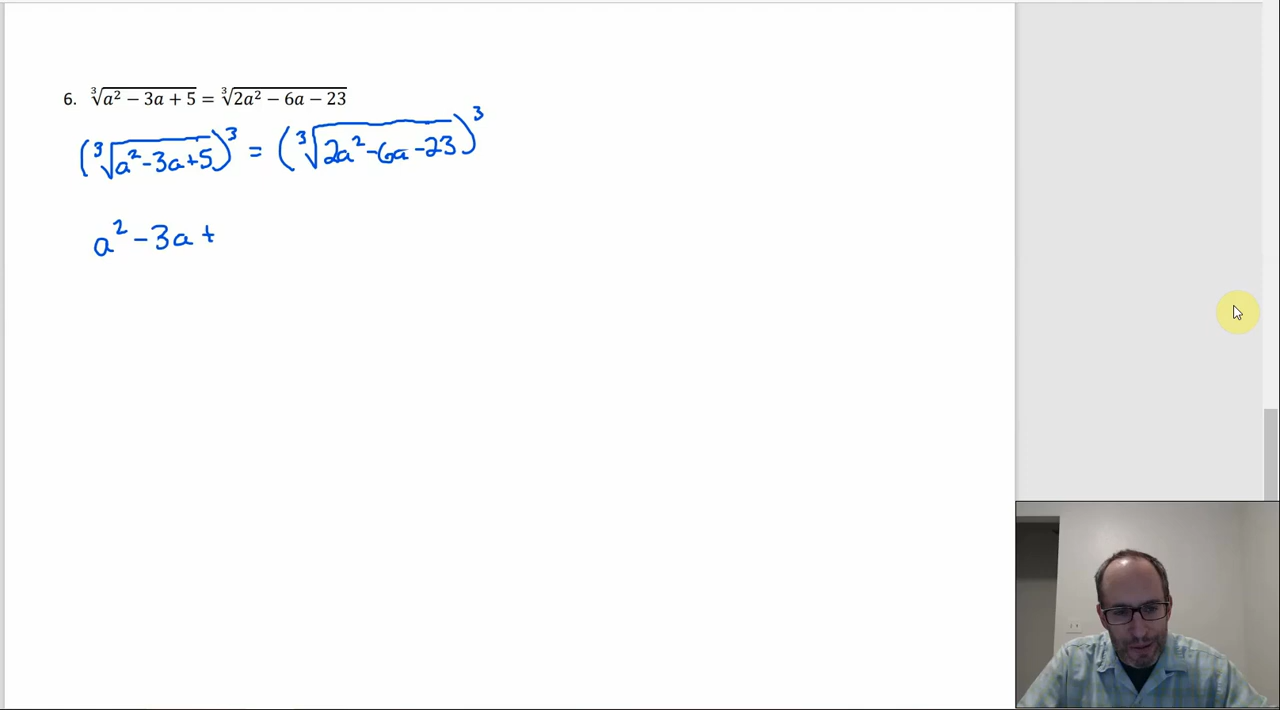 6. ∛(a² − 3a + 5) = ∛(2a² − 6a − 23)
(∛(a² - 3a + 5))³ = (∛(2a² - 6a - 23))³
a² - 3a +